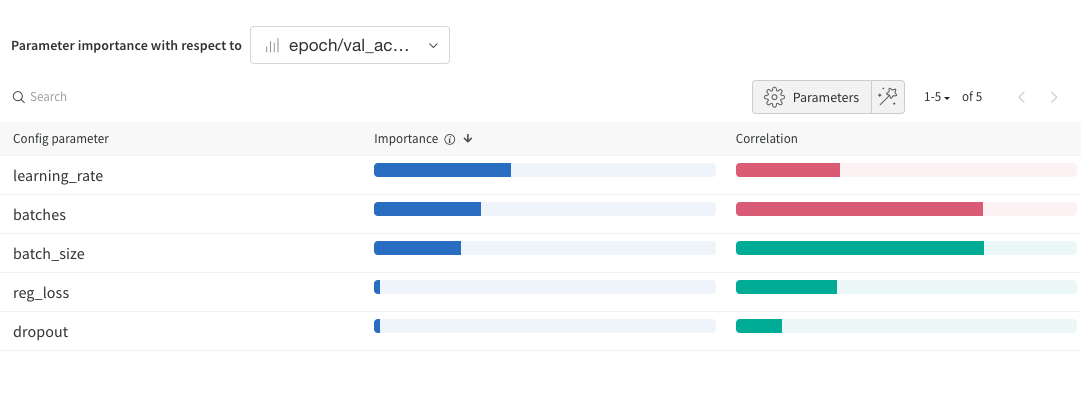 Parameter importance with respect to epoch/val_ac...
Search Parameters 1-5 of 5
Config parameter Importance Correlation
learning_rate
batches
batch_size
reg_loss
dropout